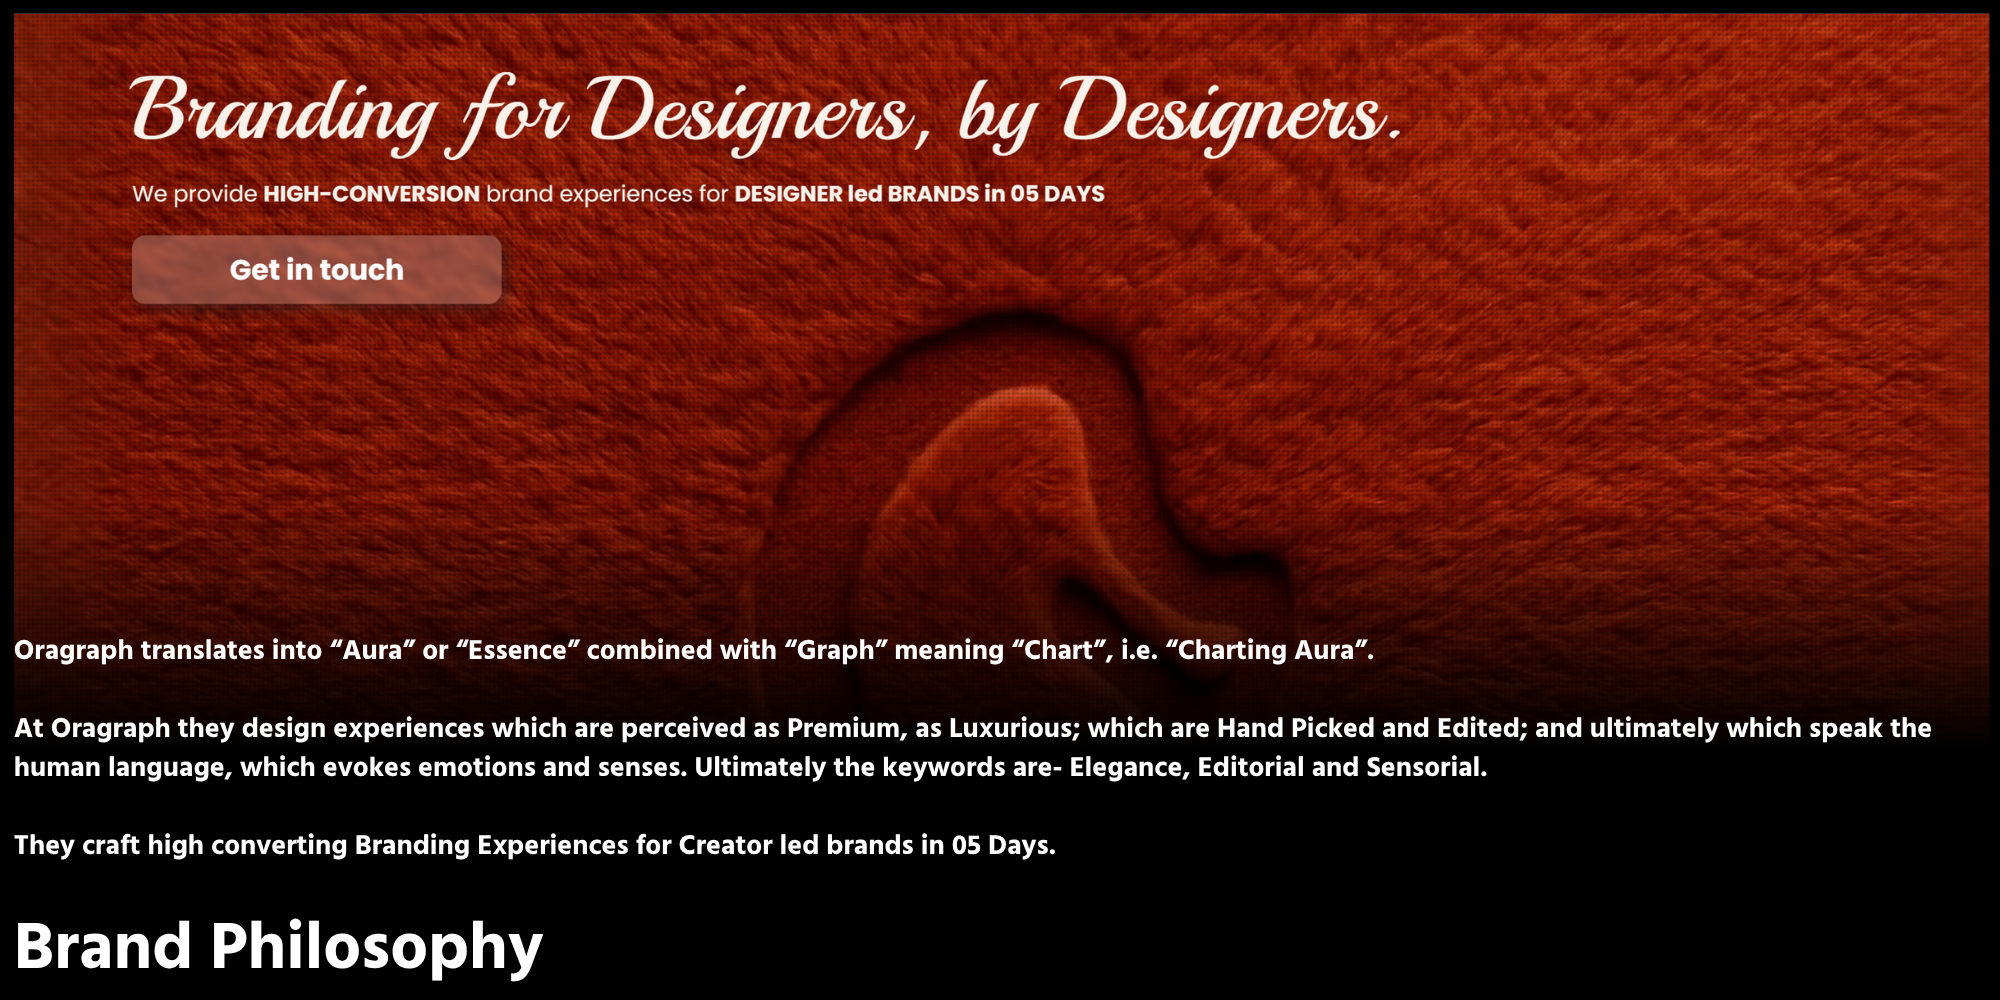 Branding for Designers, by Designers.
We provide HIGH-CONVERSION brand experiences for DESIGNER led BRANDS in 05 DAYS
Get in touch
Oragraph translates into “Aura” or “Essence” combined with “Graph” meaning “Chart”, i.e. “Charting Aura”.
At Oragraph they design experiences which are perceived as Premium, as Luxurious; which are Hand Picked and Edited; and ultimately which speak the
human language, which evokes emotions and senses. Ultimately the keywords are- Elegance, Editorial and Sensorial.
They craft high converting Branding Experiences for Creator led brands in 05 Days.
Brand Philosophy